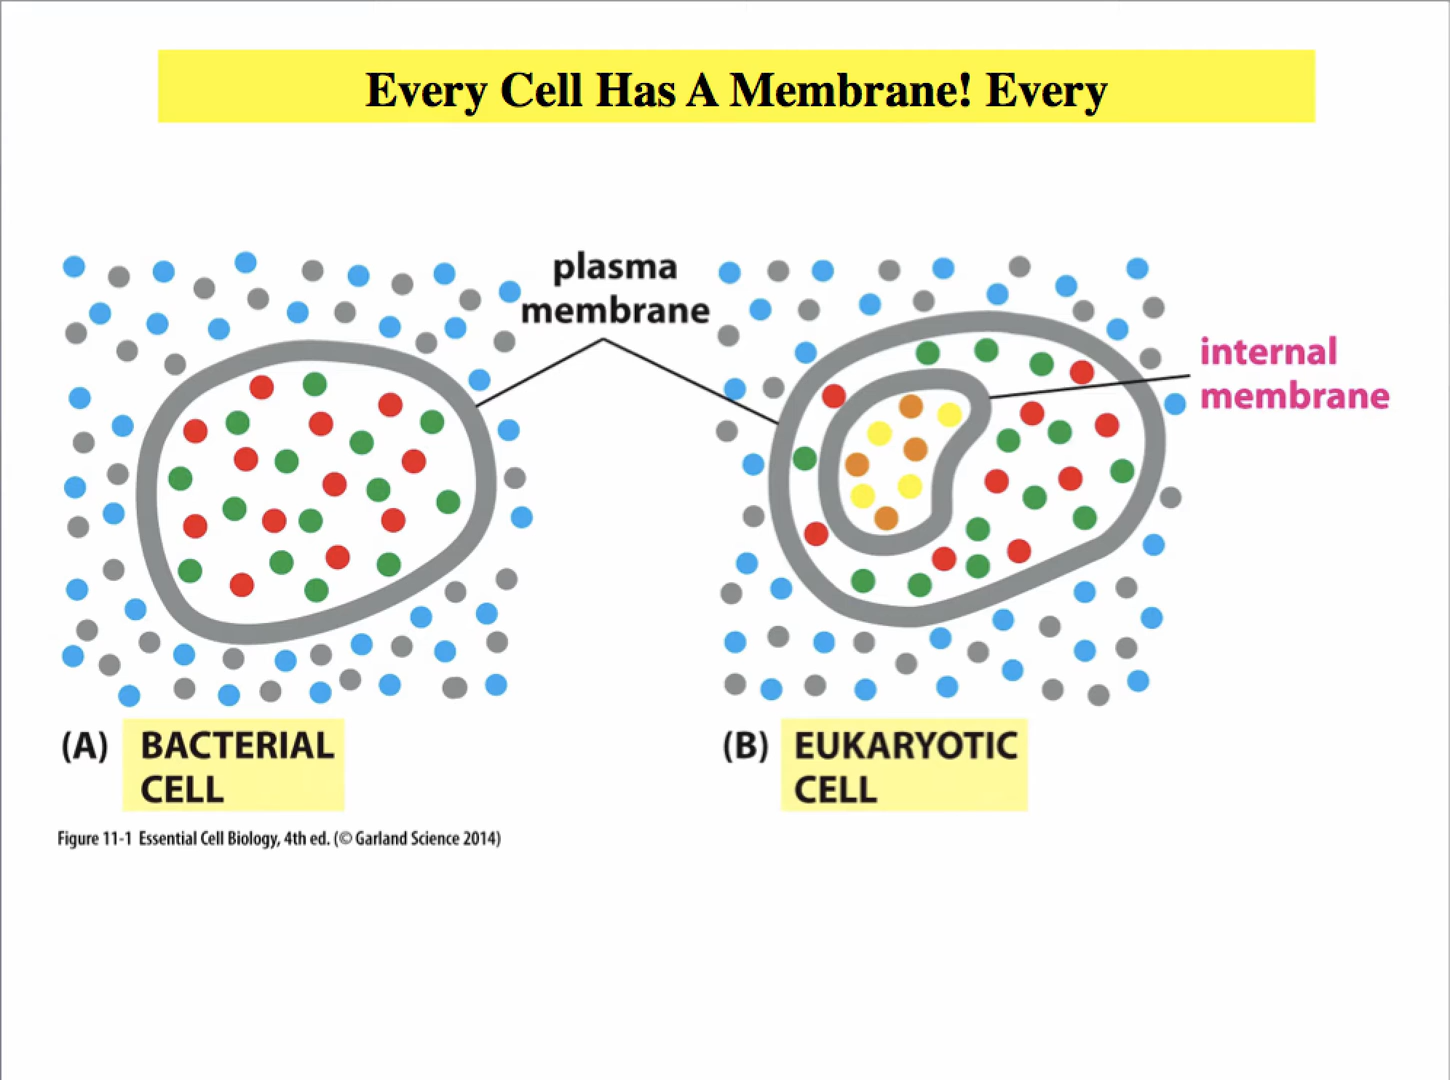 Every Cell Has A Membrane! Every
plasma
membrane
internal
membrane
(A) BACTERIAL
CELL
(B) EUKARYOTIC
CELL
Figure 11-1 Essential Cell Biology, 4th ed. (© Garland Science 2014)